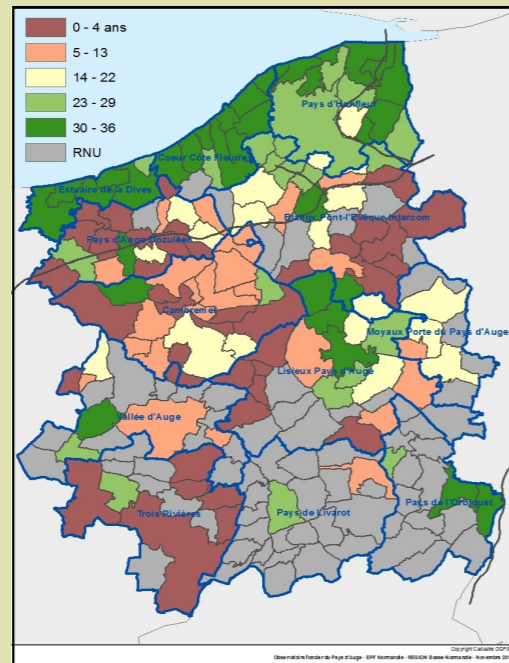 0 - 4 ans
5 - 13
14 - 22
23 - 29
30 - 36
RNU
Pays d'Honfleur
Coeur Côte Fleurie
Estuaire de la Dives
Blangy Pont-l'Evêque Intercom
Pays d'Auge Dozuléen
Cambremer
Moyaux Porte du Pays d'Auge
Lisieux Pays d'Auge
Vallée d'Auge
Trois Rivières
Pays de Livarot
Pays de l'Orbiquet
Copyright Cadastre
Observatoire foncier du Pays d'Auge - EPF Normandie - REGION Basse-Normandie - Novembre